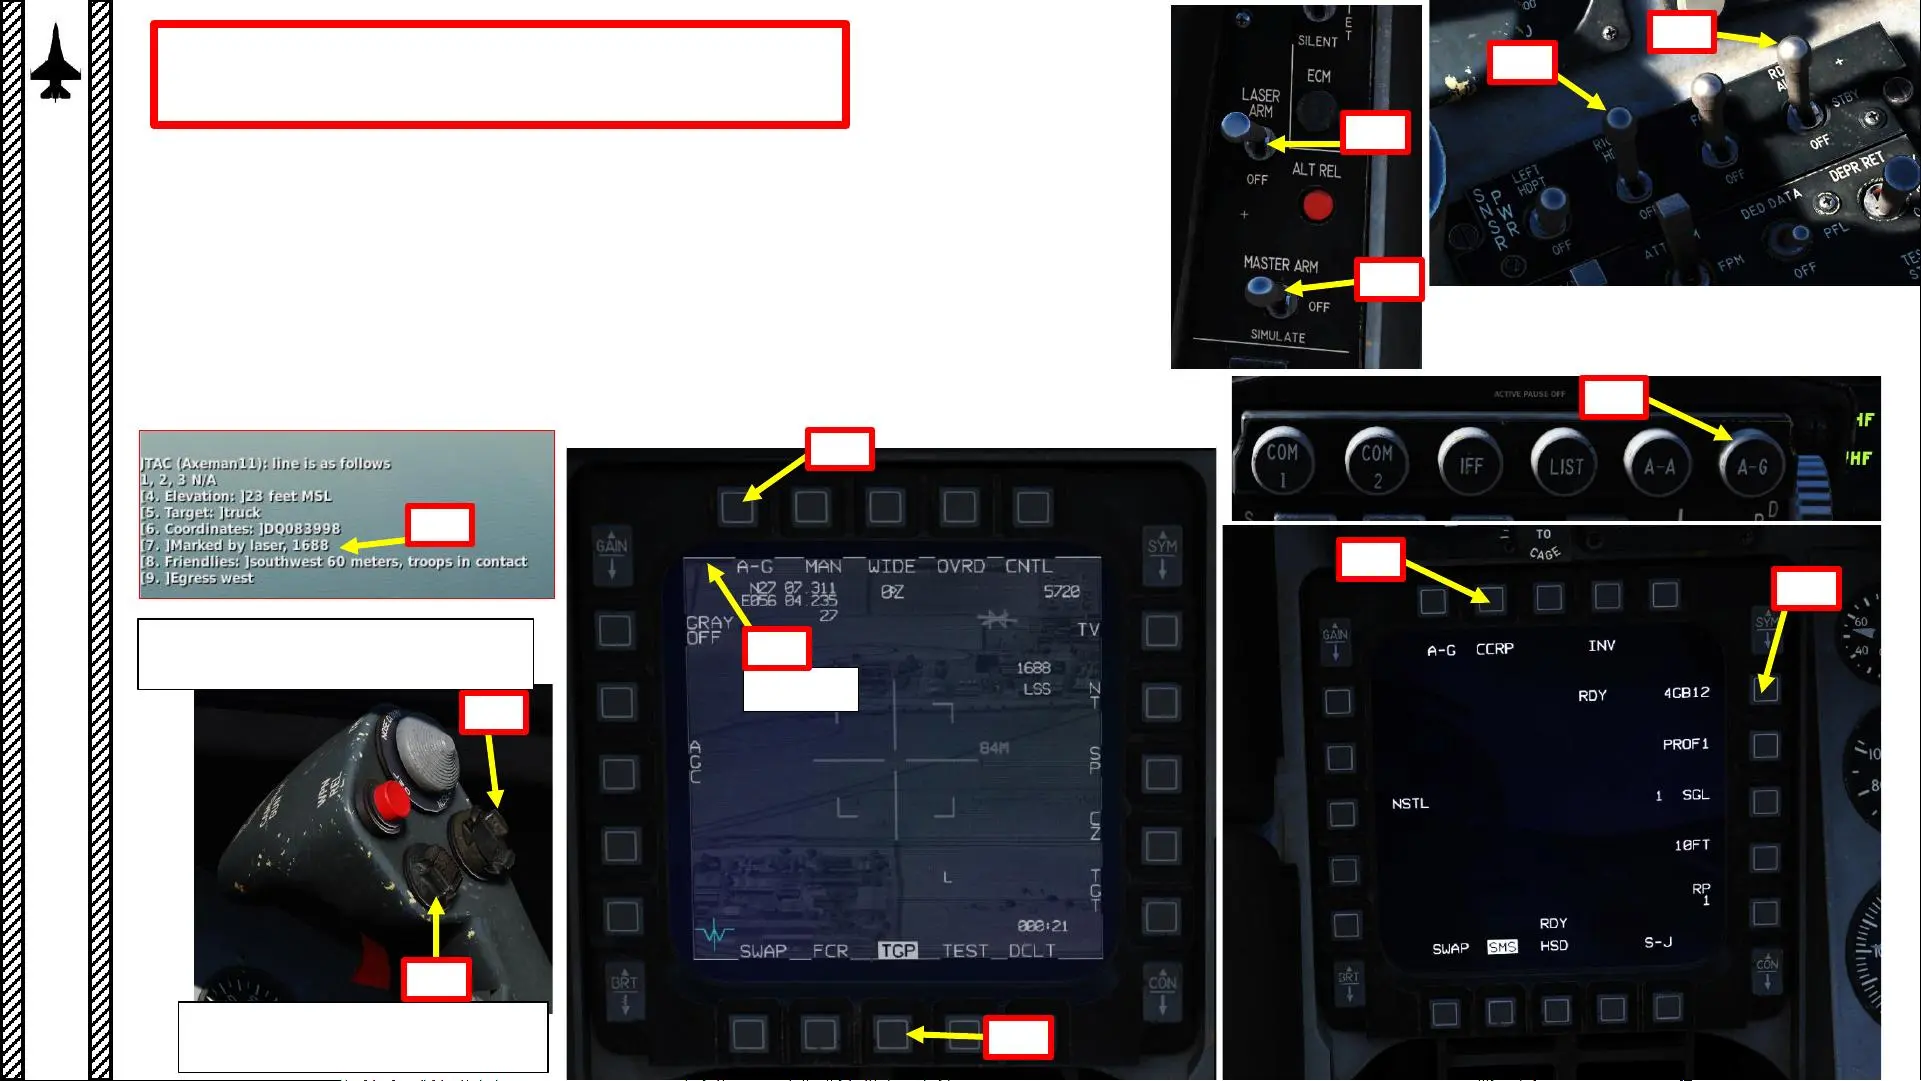 SILENT
ECM
LASER
ARM
OFF
ALT REL
MASTER ARM
OFF
SIMULATE
STBY
OFF
LEFT
HDPT
OFF
OFF
DEPR RET
DED DATA
PFL
FPM
OFF
ACTIVE PAUSE OFF
COM
1
COM
2
IFF
LIST
A-A
A-G
JTAC (Axeman11): line is as follows
1, 2, 3 N/A
[4. Elevation: ]23 feet MSL
[5. Target: ]truck
[6. Coordinates: ]DQ083998
[7. ]Marked by laser, 1688
[8. Friendlies: ]southwest 60 meters, troops in contact
[9. ]Egress west
WPN
REL
GAIN
SYM
A-G MAN WIDE OVRD CNTL
N27 07.311
E056 04.235
27
0Z
5720
GRAY
OFF
TV
1688
LSS
NT
AGC
84M
SP
CZ
L
TGT
000:21
SWAP FCR TGP TEST DCLT
BRT
CON
TO
CAGE
GAIN
SYM
A-G CCRP INV
RDY 4GB12
PROF1
NSTL
1 SGL
10FT
RP
1
RDY
SWAP SMS HSD S-J
BRT
CON
60
40